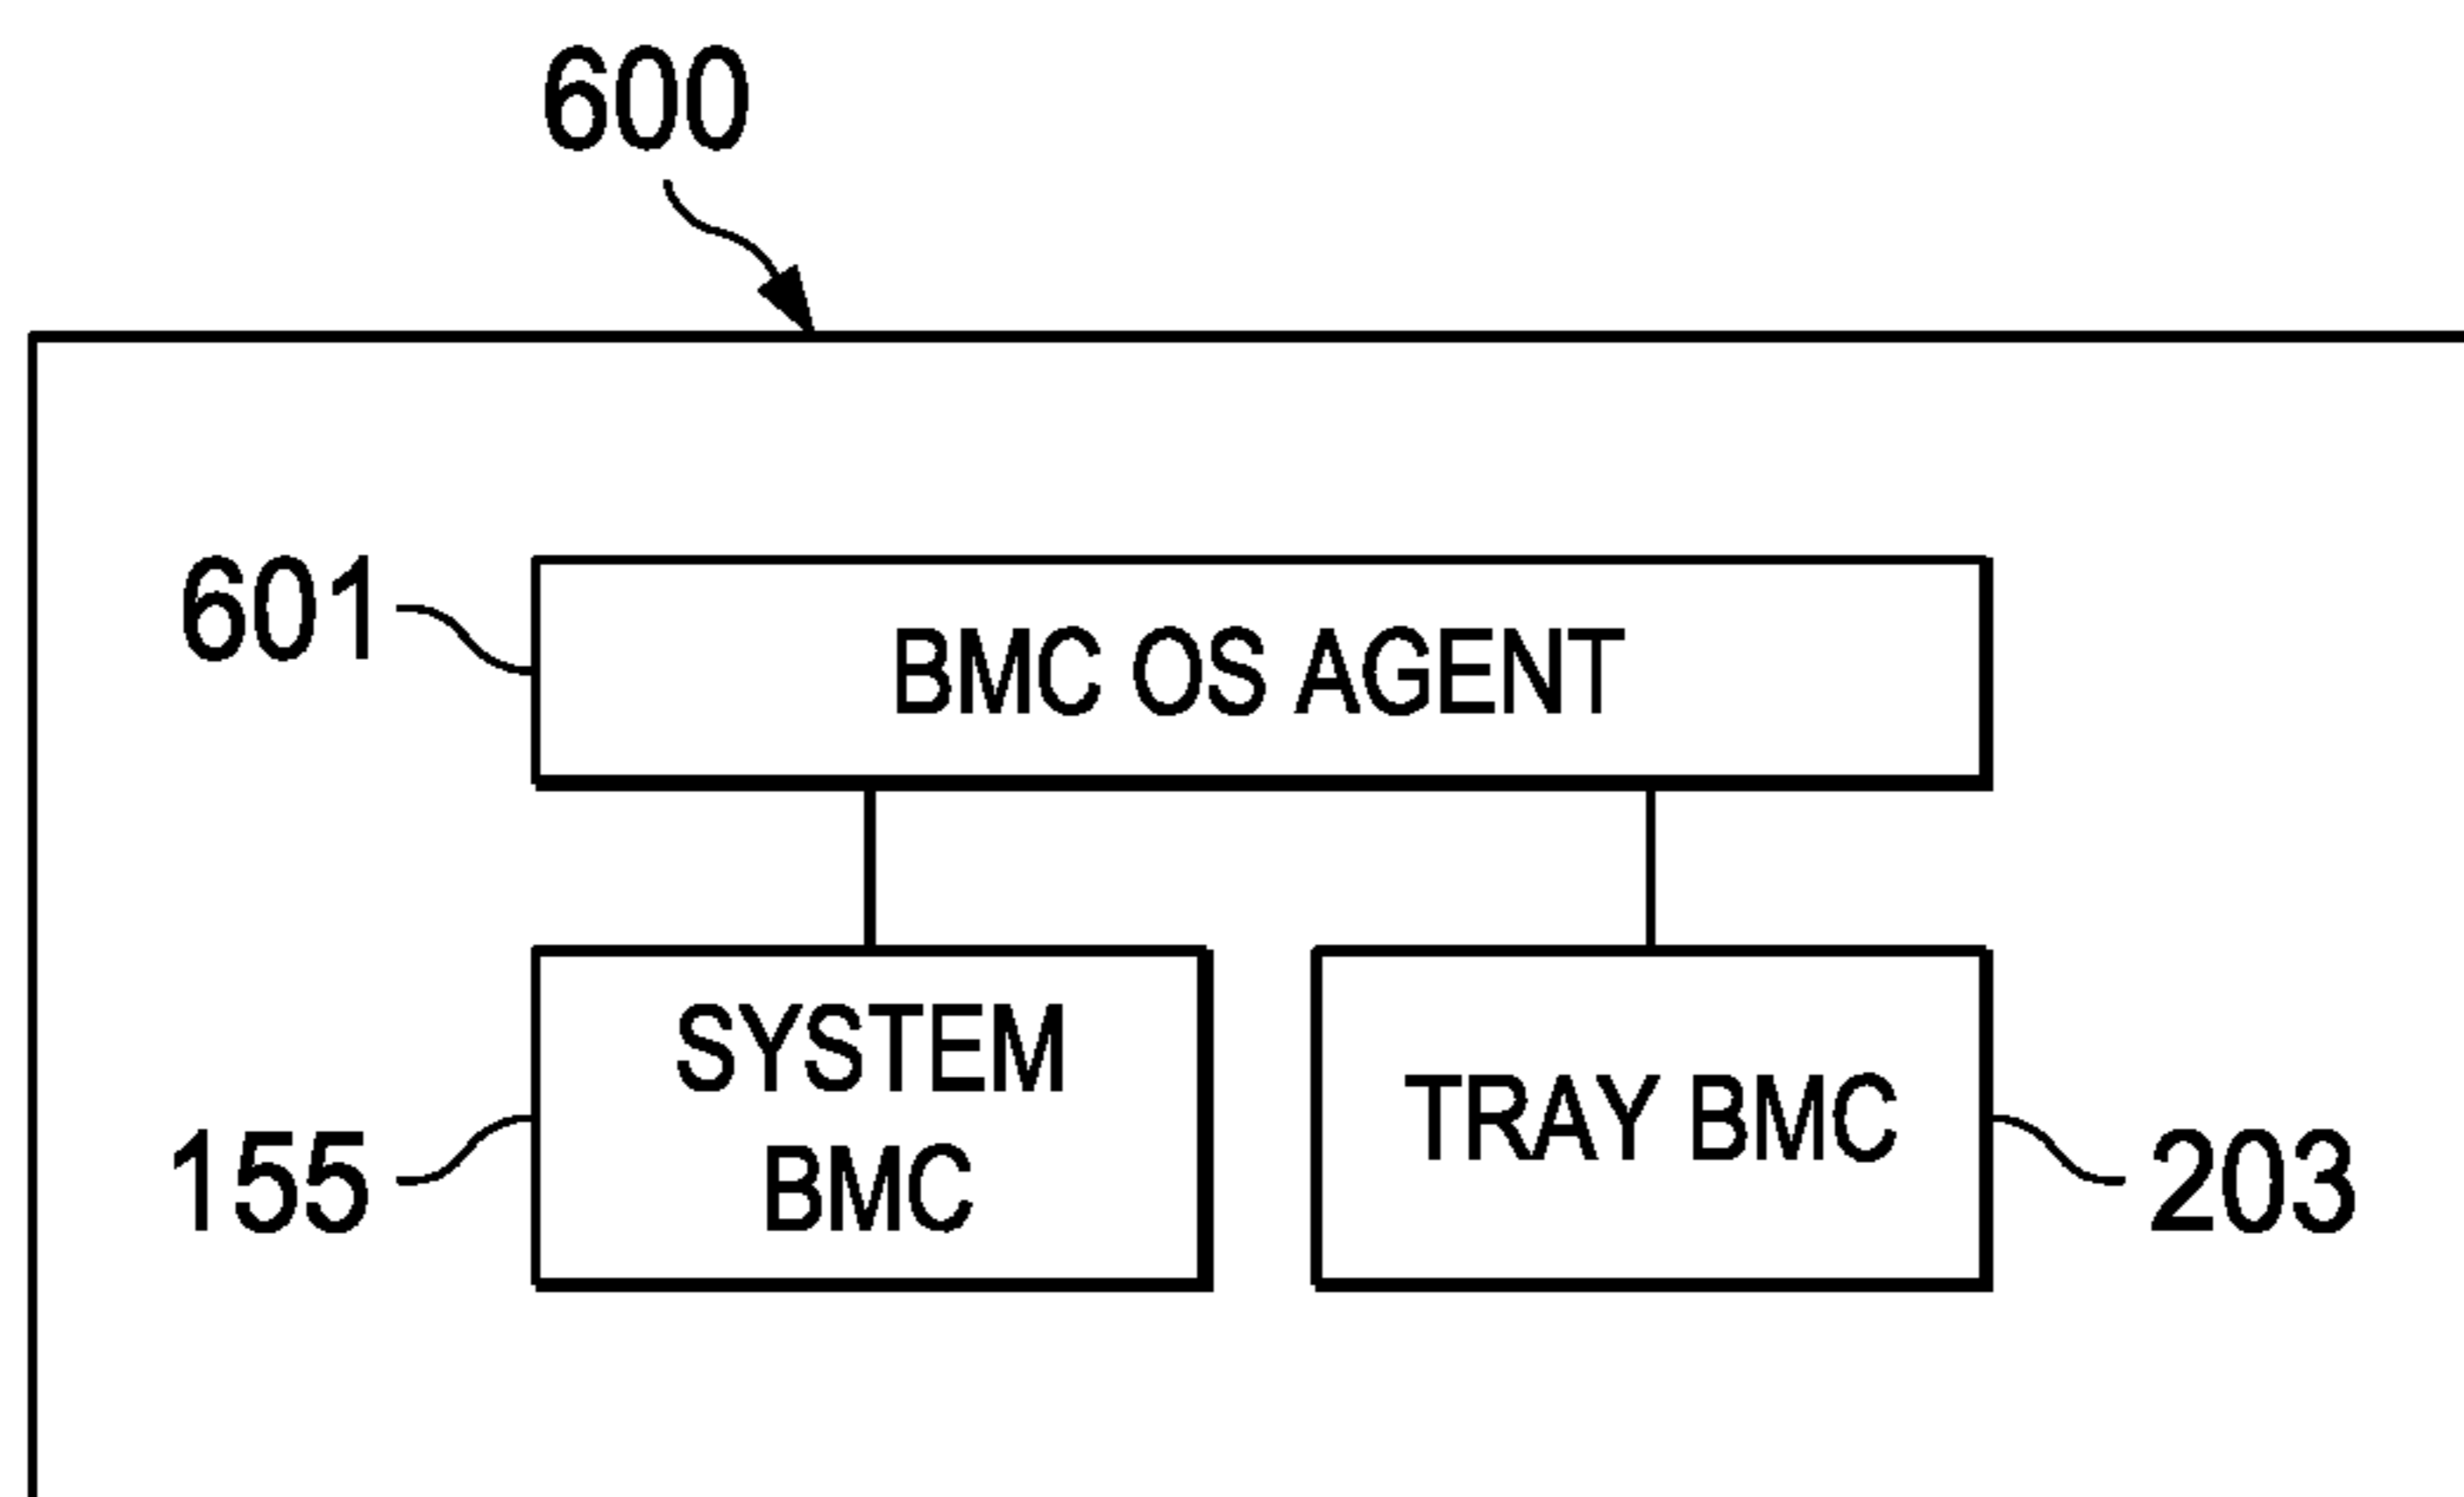 600
601
BMC OS AGENT
SYSTEM
BMC
TRAY BMC
155
203